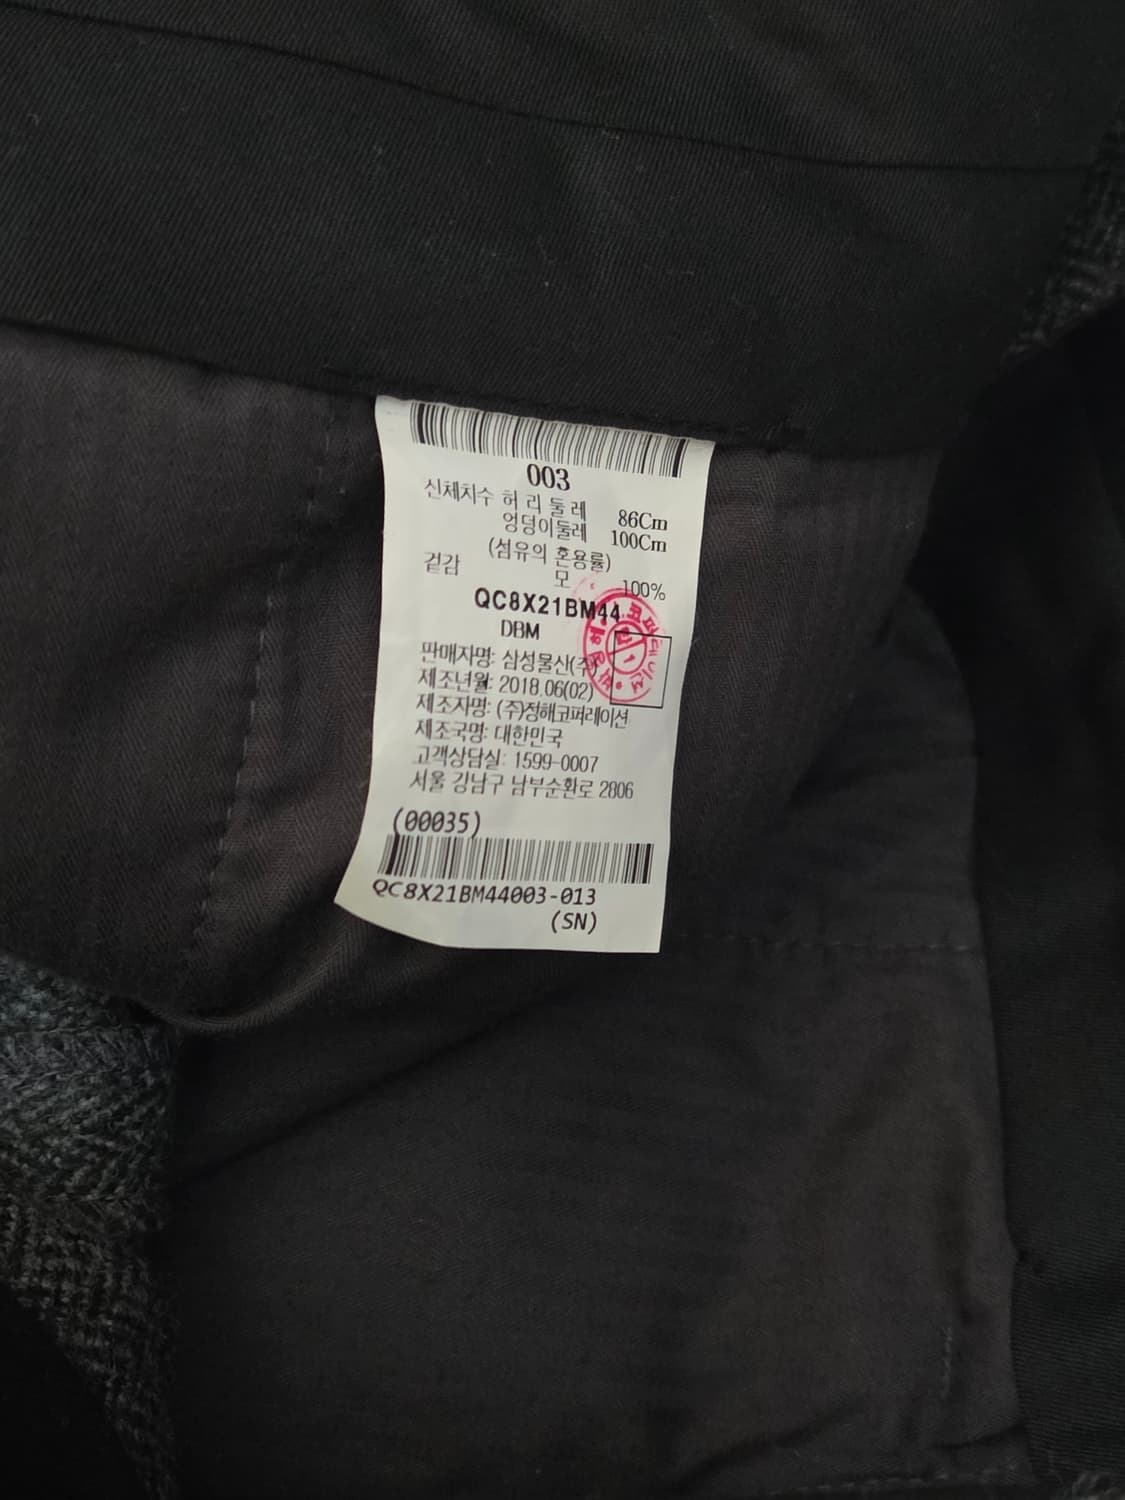 003
신체치수 허 리 둘 레 86Cm
엉덩이둘레 100Cm
(섬유의 혼용률)
겉감 모 100%
QC8X21BM44
DBM
판매자명: 삼성물산(주)
제조년월: 2018.06(02)
제조자명: (주)정해코퍼레이션
제조국명: 대한민국
고객상담실: 1599-0007
서울 강남구 남부순환로 2806
(00035)
QC8X21BM44003-013
(SN)